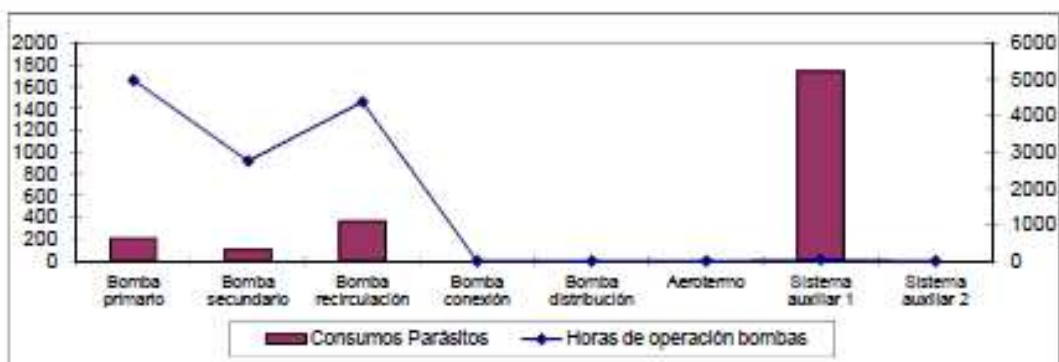 2000
1800
1600
1400
1200
1000
800
600
400
200
0
6000
5000
4000
3000
2000
1000
0
Bomba primario
Bomba secundario
Bomba recirculación
Bomba conexión
Bomba distribución
Aerotermo
Sistema auxiliar 1
Sistema auxiliar 2
Consumos Parásitos
Horas de operación bombas